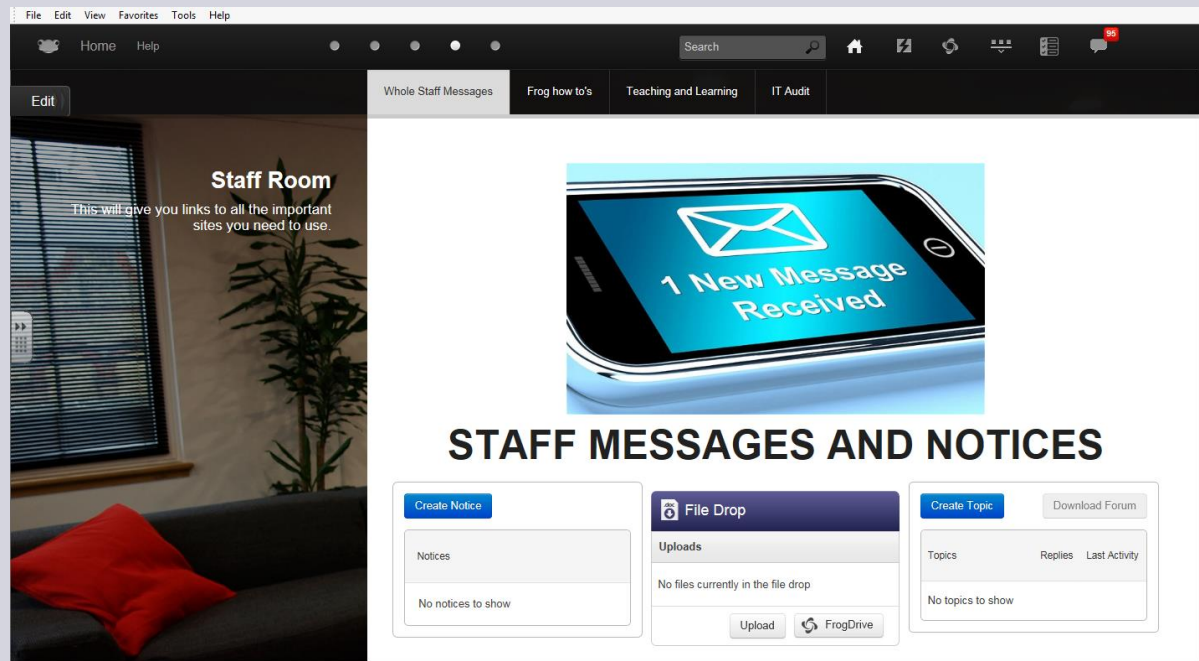 File Edit View Favorites Tools Help
Home Help
Search
95
Edit
Whole Staff Messages Frog how to's Teaching and Learning IT Audit
Staff Room
This will give you links to all the important
sites you need to use.
1 New Message
Received
STAFF MESSAGES AND NOTICES
Create Notice
Notices
No notices to show
File Drop
Uploads
No files currently in the file drop
Upload FrogDrive
Create Topic Download Forum
Topics Replies Last Activity
No topics to show